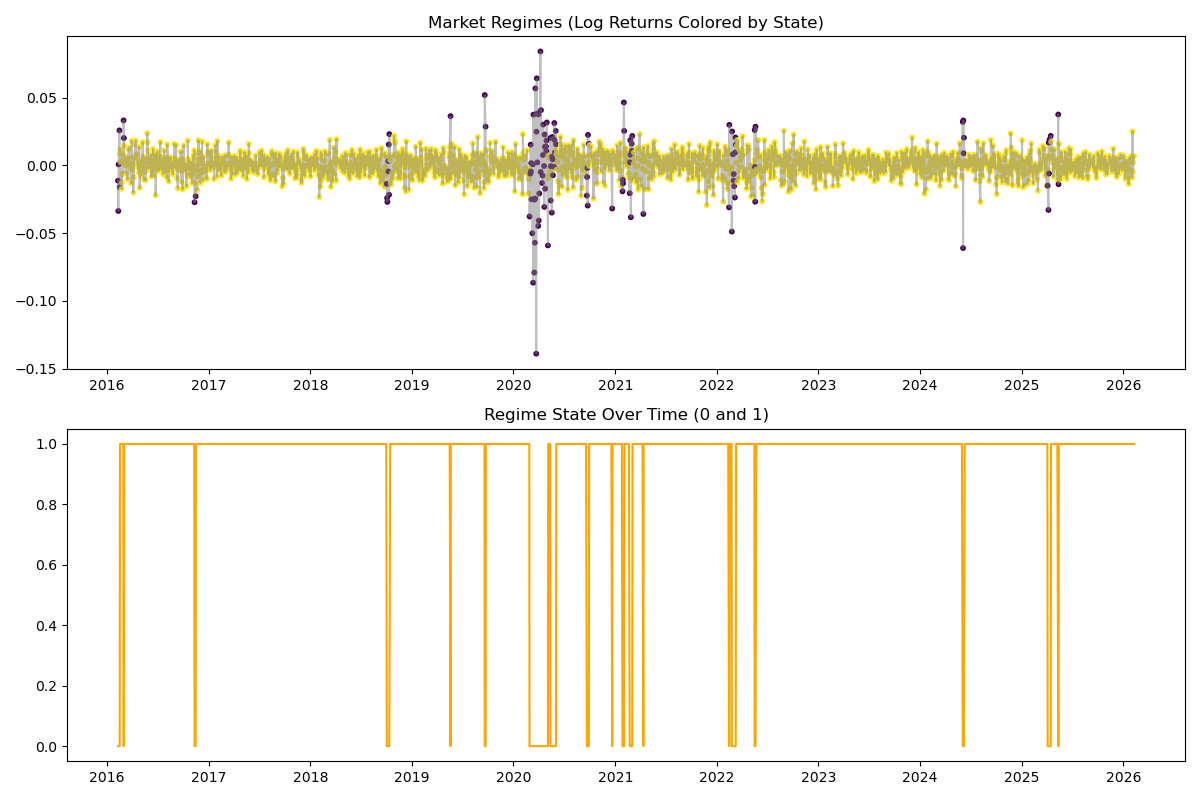 Market Regimes (Log Returns Colored by State)
0.05
0.00
−0.05
−0.10
−0.15
2016 2017 2018 2019 2020 2021 2022 2023 2024 2025 2026
Regime State Over Time (0 and 1)
1.0
0.8
0.6
0.4
0.2
0.0
2016 2017 2018 2019 2020 2021 2022 2023 2024 2025 2026